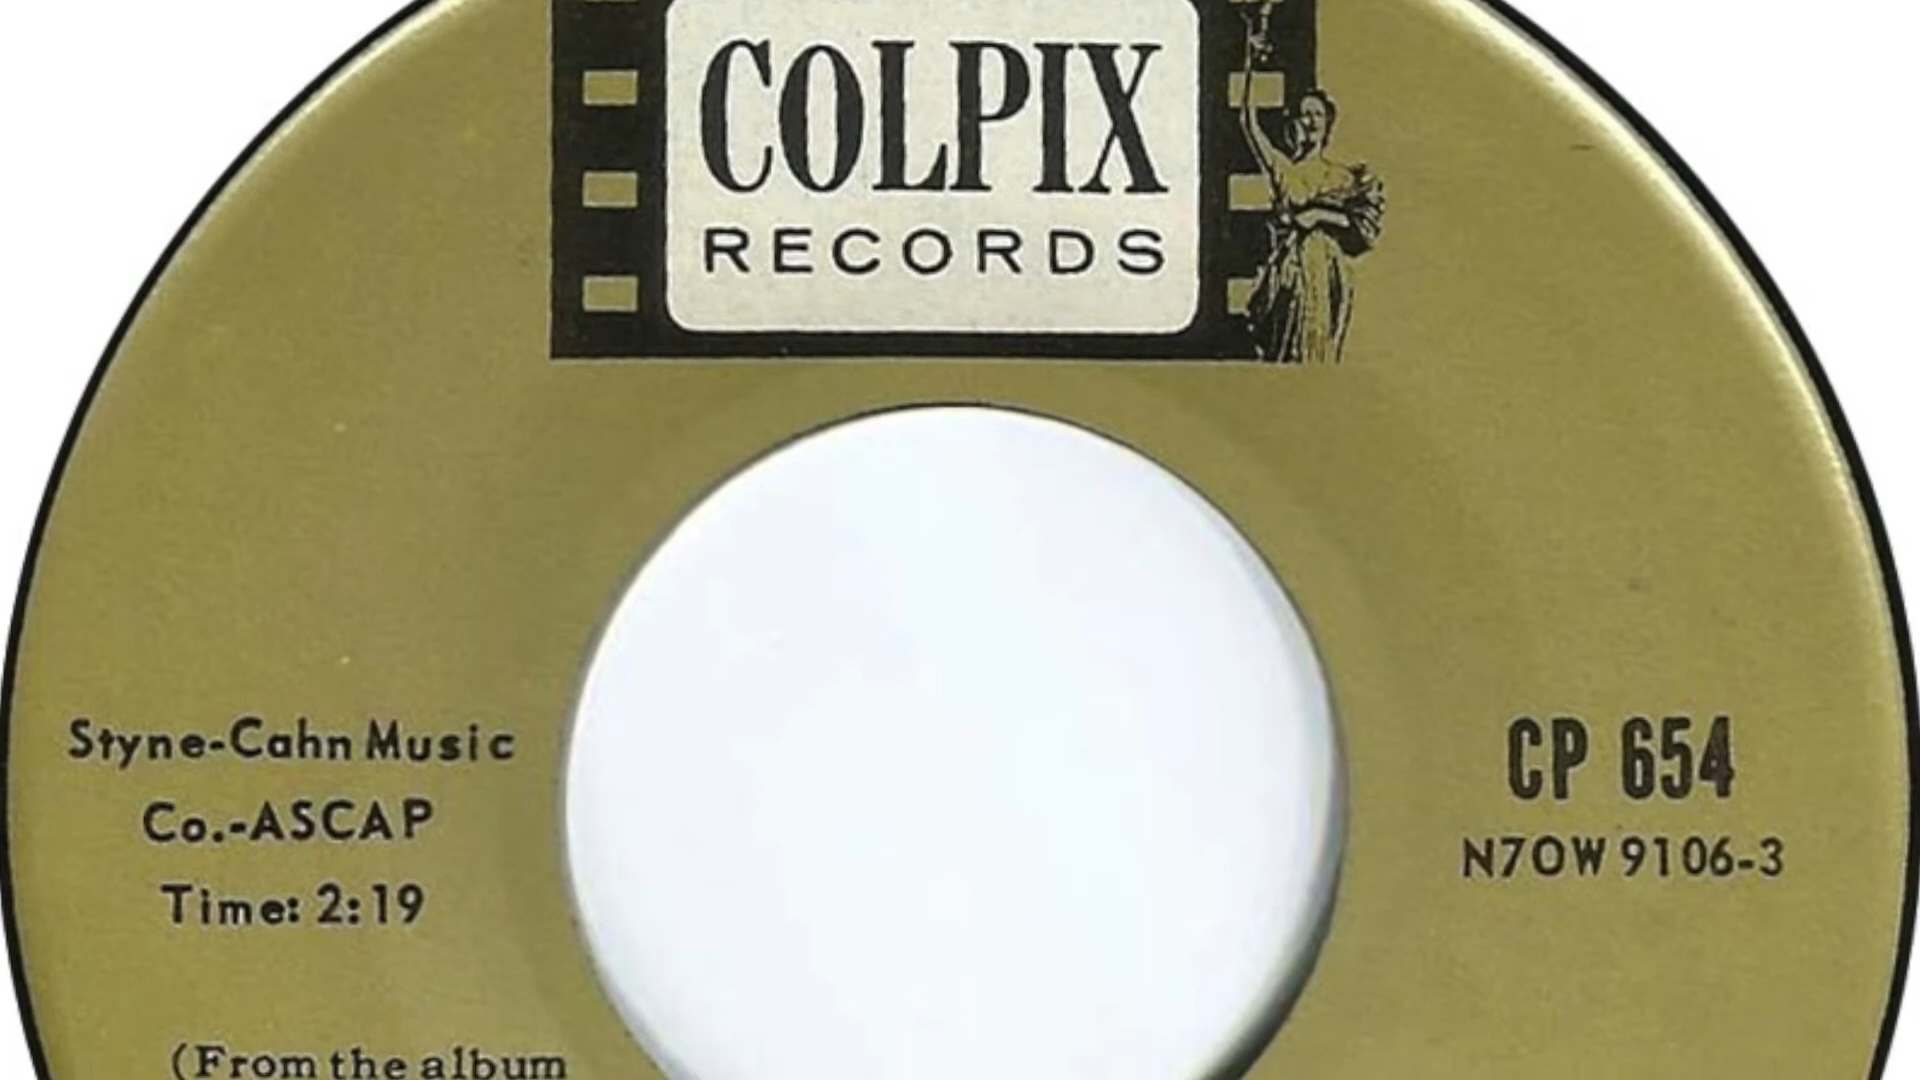 COLPIX
RECORDS
Styne-Cahn Music
Co.-ASCAP
Time: 2:19
CP 654
N7OW 9106-3
(From the album